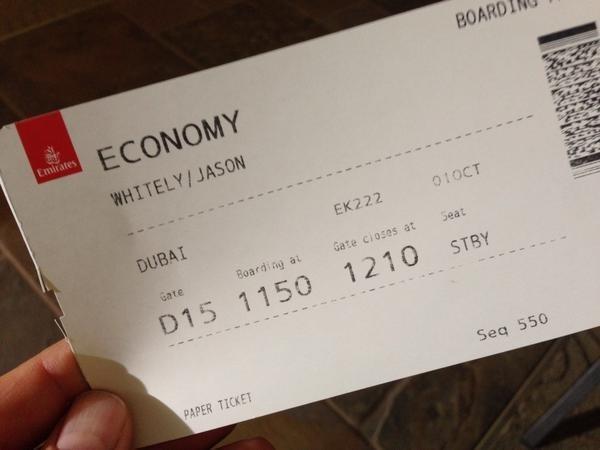 BOARDING
Emirates
ECONOMY
WHITELY/JASON
DUBAI EK222 01OCT
Gate Boarding at Gate closes at Seat
D15 1150 1210 STBY
Seq 550
PAPER TICKET